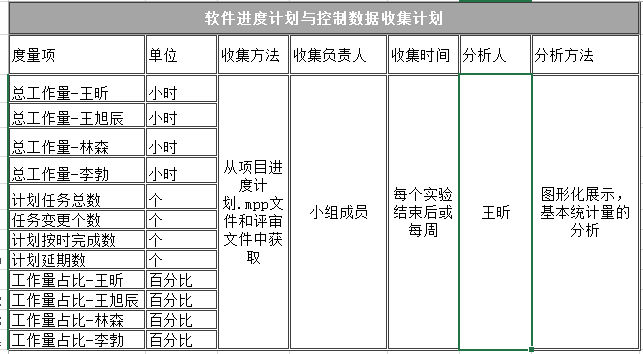 软件进度计划与控制数据收集计划
度量项 单位 收集方法 收集负责人 收集时间 分析人 分析方法
总工作量-王昕 小时
总工作量-王旭辰 小时
总工作量-林森 小时
总工作量-李勃 小时
计划任务总数 个
任务变更个数 个
计划按时完成数 个
计划延期数 个
工作量占比-王昕 百分比
工作量占比-王旭辰 百分比
工作量占比-林森 百分比
工作量占比-李勃 百分比
从项目进
度计
划.mpp文
件和评审
文件中获
取
小组成员
每个实验
结束后或
每周
王昕
图形化展示，
基本统计量的
分析